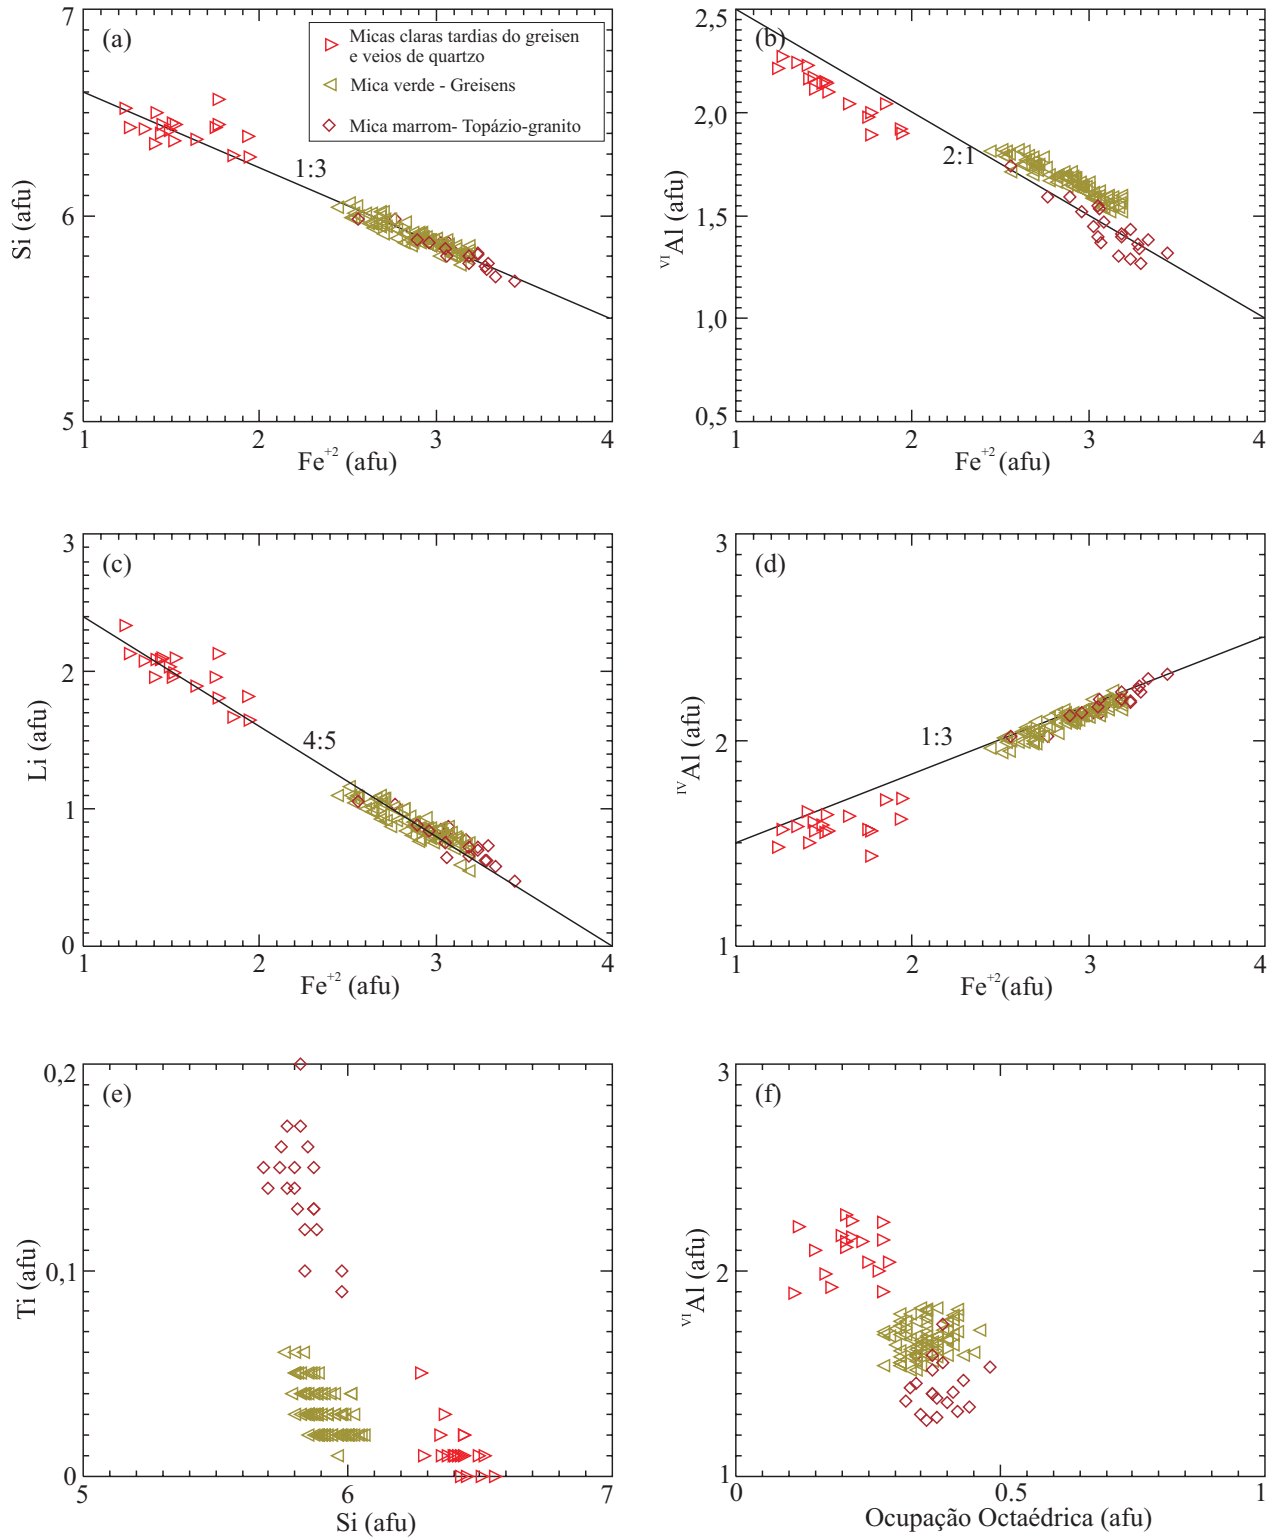 7
6
5
1
2
3
4
Si (afu)
Fe+2 (afu)
(a)
1:3
Micas claras tardias do greisen
e veios de quartzo
Mica verde - Greisens
Mica marrom- Topázio-granito
2,5
2,0
1,5
1,0
0,5
1
2
3
4
VIAl (afu)
Fe+2 (afu)
(b)
2:1
3
2
1
0
1
2
3
4
Li (afu)
Fe+2 (afu)
(c)
4:5
3
2
1
1
2
3
4
IVAl (afu)
Fe+2(afu)
(d)
1:3
0,2
0,1
0
5
6
7
Ti (afu)
Si (afu)
(e)
3
2
1
0
0.5
1
VIAl (afu)
Ocupação Octaédrica (afu)
(f)